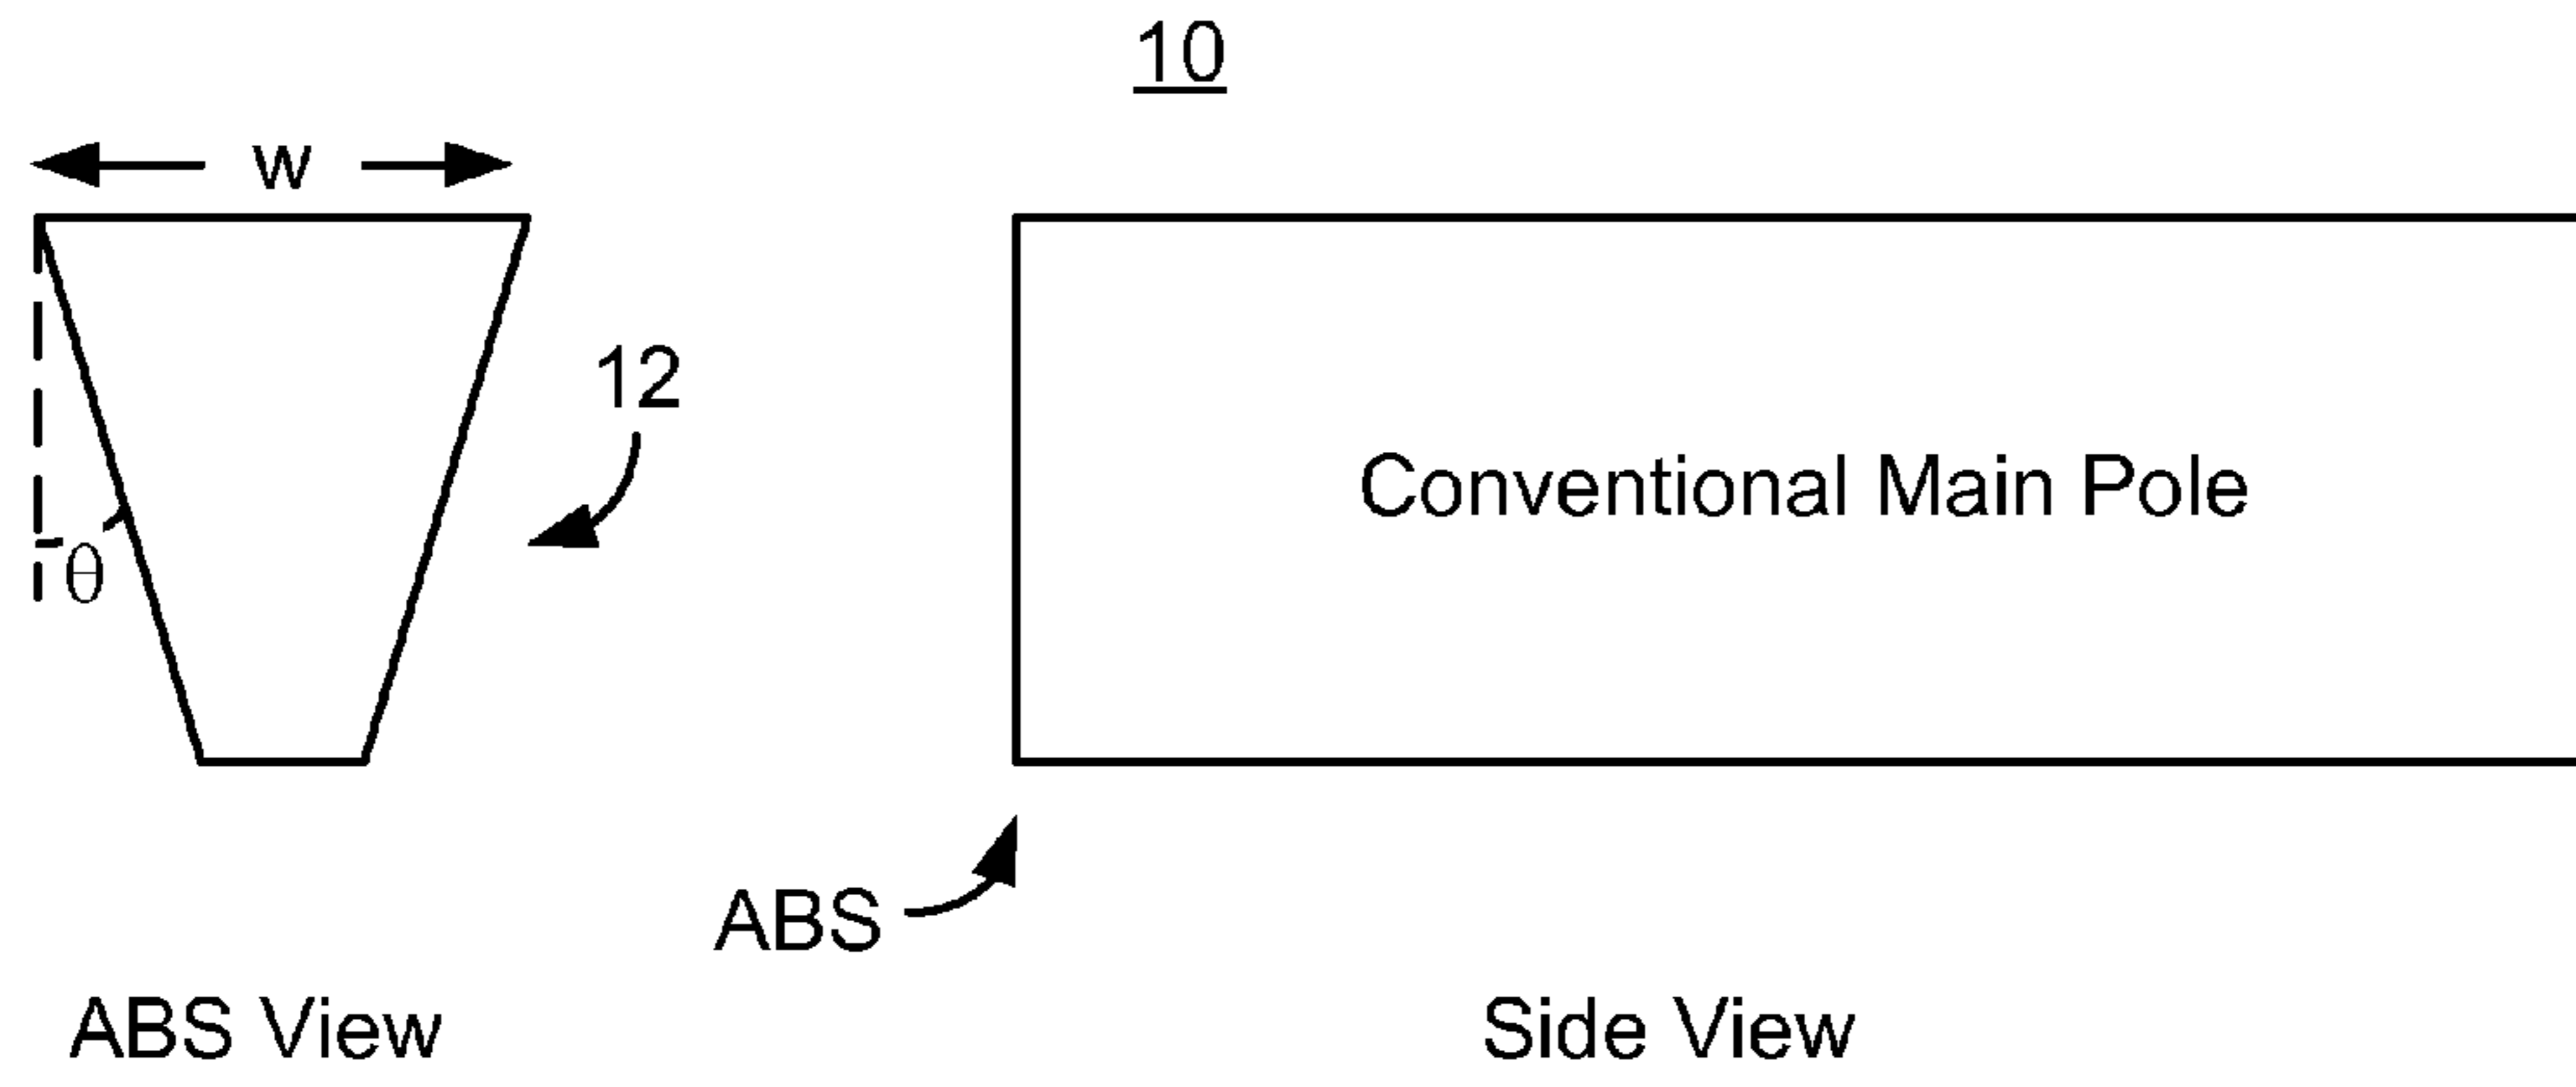 10
w
12
Conventional Main Pole
θ
ABS
ABS View
Side View